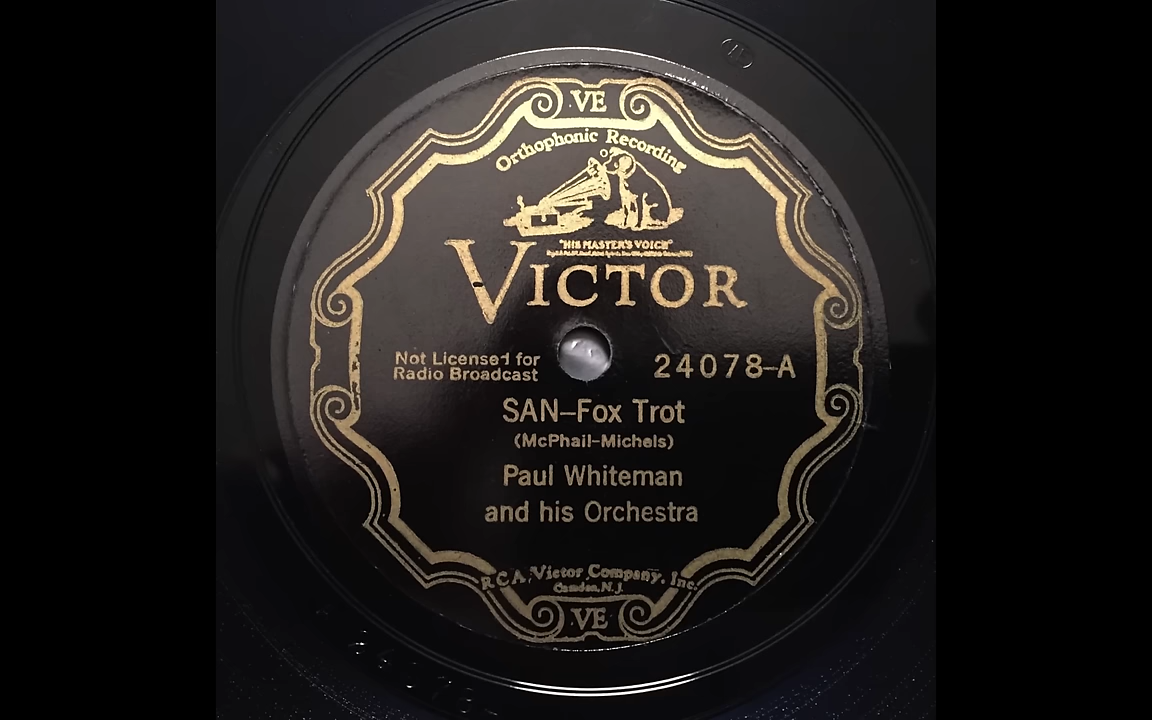 VE
Orthophonic Recording
"HIS MASTER'S VOICE"
VICTOR
Not Licensed for
Radio Broadcast
24078-A
SAN-Fox Trot
(McPhail-Michels)
Paul Whiteman
and his Orchestra
RCA Victor Company, Inc.
Camden, N.J.
VE